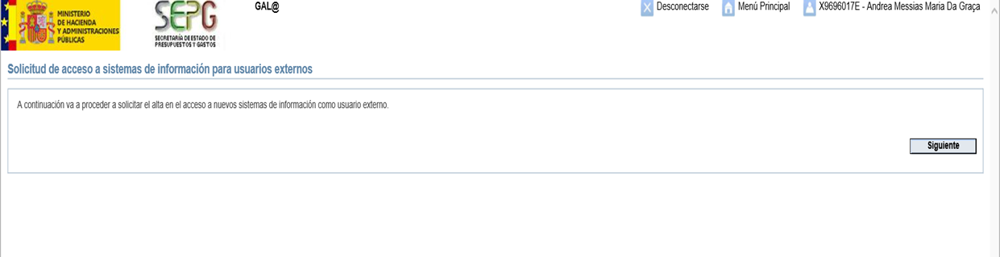 MINISTERIO
DE HACIENDA
Y ADMINISTRACIONES
PÚBLICAS
SEPG
SECRETARÍA DE ESTADO DE
PRESUPUESTOS Y GASTOS
GAL@
Desconectarse Menú Principal X9696017E - Andrea Messias Maria Da Graça
Solicitud de acceso a sistemas de información para usuarios externos
A continuación va a proceder a solicitar el alta en el acceso a nuevos sistemas de información como usuario externo.
Siguiente